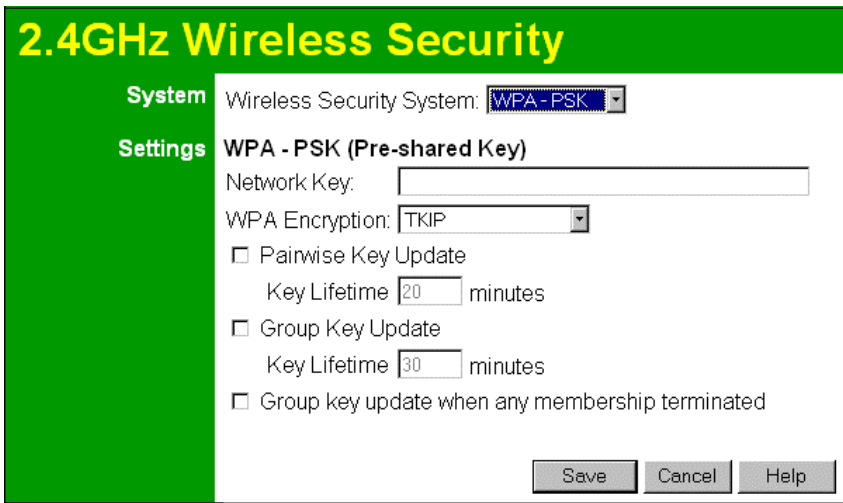 2.4GHz Wireless Security
System
Wireless Security System: WPA - PSK
Settings
WPA - PSK (Pre-shared Key)
Network Key:
WPA Encryption: TKIP
Pairwise Key Update
Key Lifetime 20 minutes
Group Key Update
Key Lifetime 30 minutes
Group key update when any membership terminated
Save Cancel Help